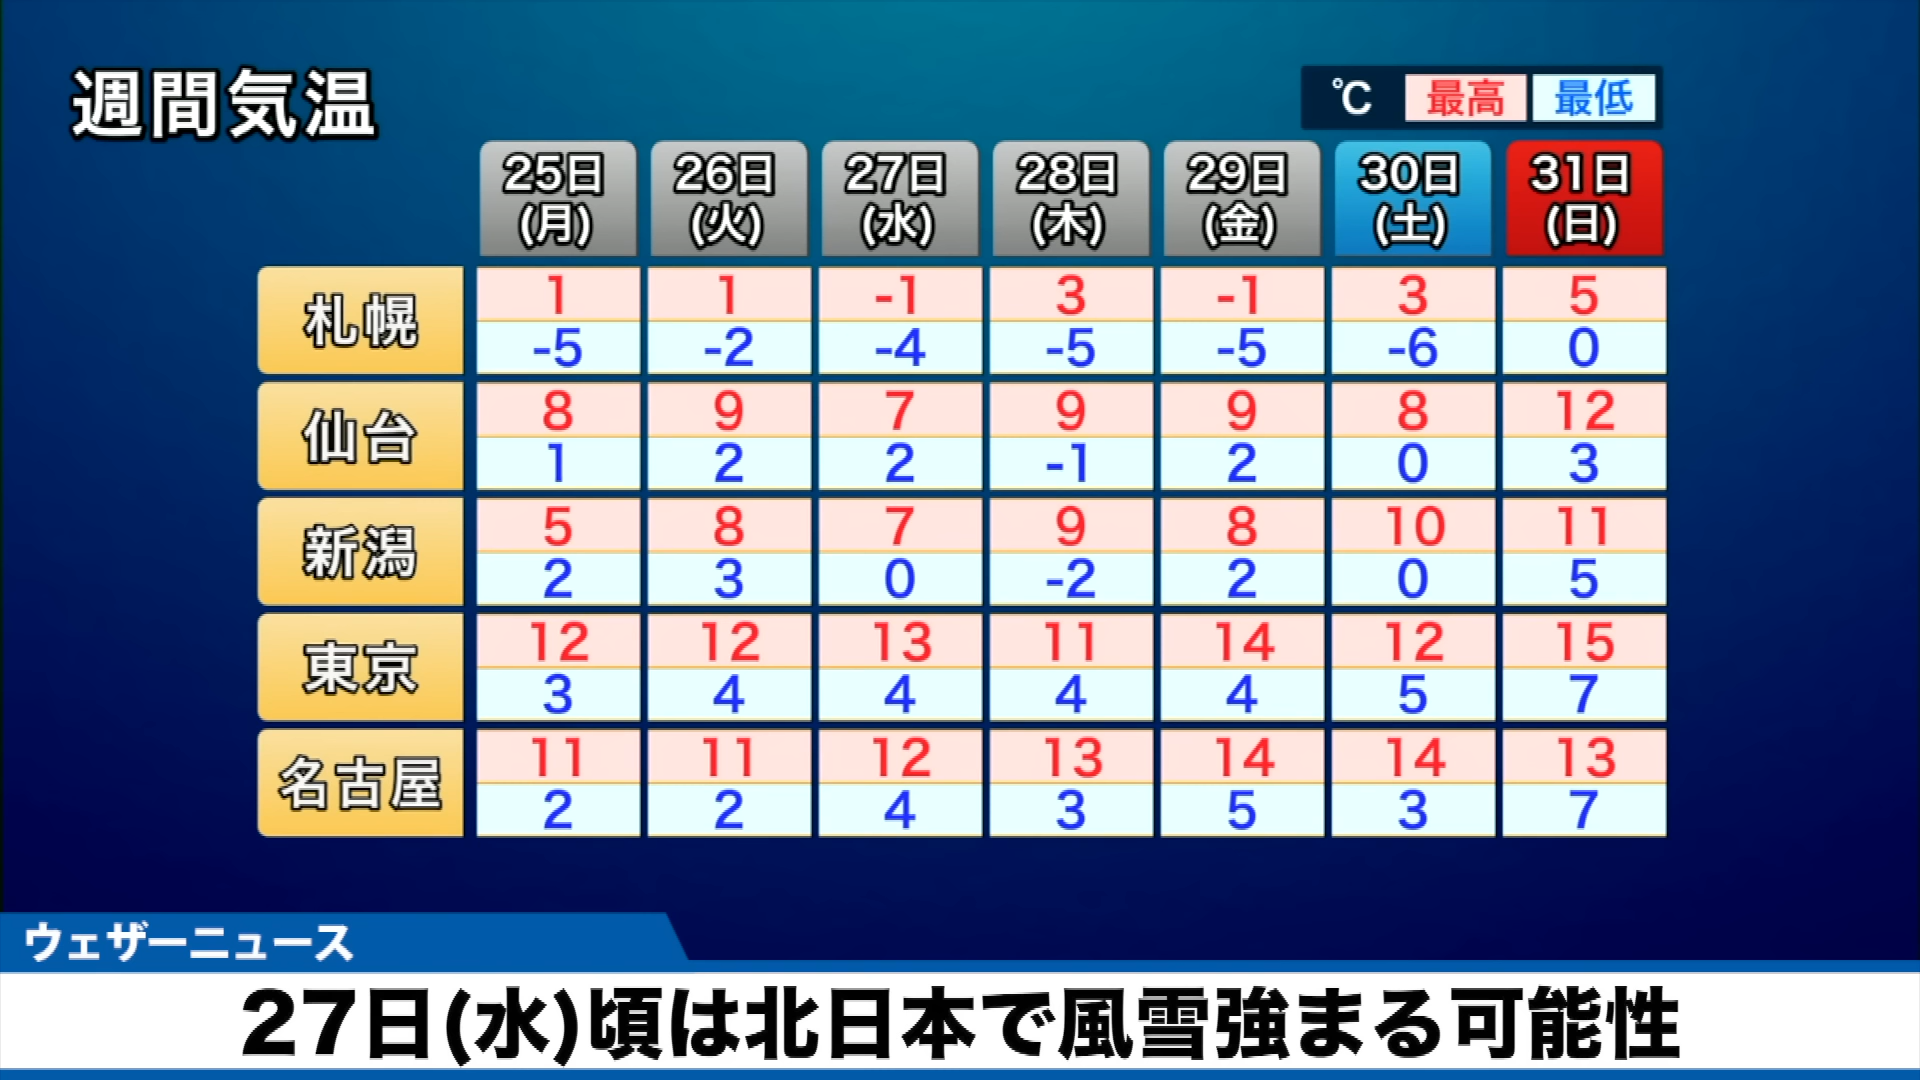 週間気温
℃ 最高 最低
25日 26日 27日 28日 29日 30日 31日
(月) (火) (水) (木) (金) (土) (日)
札幌 1 1 -1 3 -1 3 5
-5 -2 -4 -5 -5 -6 0
仙台 8 9 7 9 9 8 12
1 2 2 -1 2 0 3
新潟 5 8 7 9 8 10 11
2 3 0 -2 2 0 5
東京 12 12 13 11 14 12 15
3 4 4 4 4 5 7
名古屋 11 11 12 13 14 14 13
2 2 4 3 5 3 7
ウェザーニュース
27日(水)頃は北日本で風雪強まる可能性